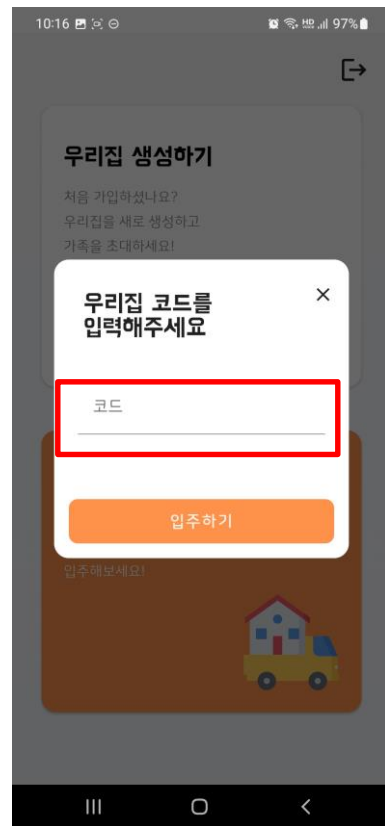 10:16
97%
우리집 생성하기
처음 가입하셨나요?
우리집을 새로 생성하고
가족을 초대하세요!
우리집 코드를
입력해주세요
코드
입주하기
입주해보세요!